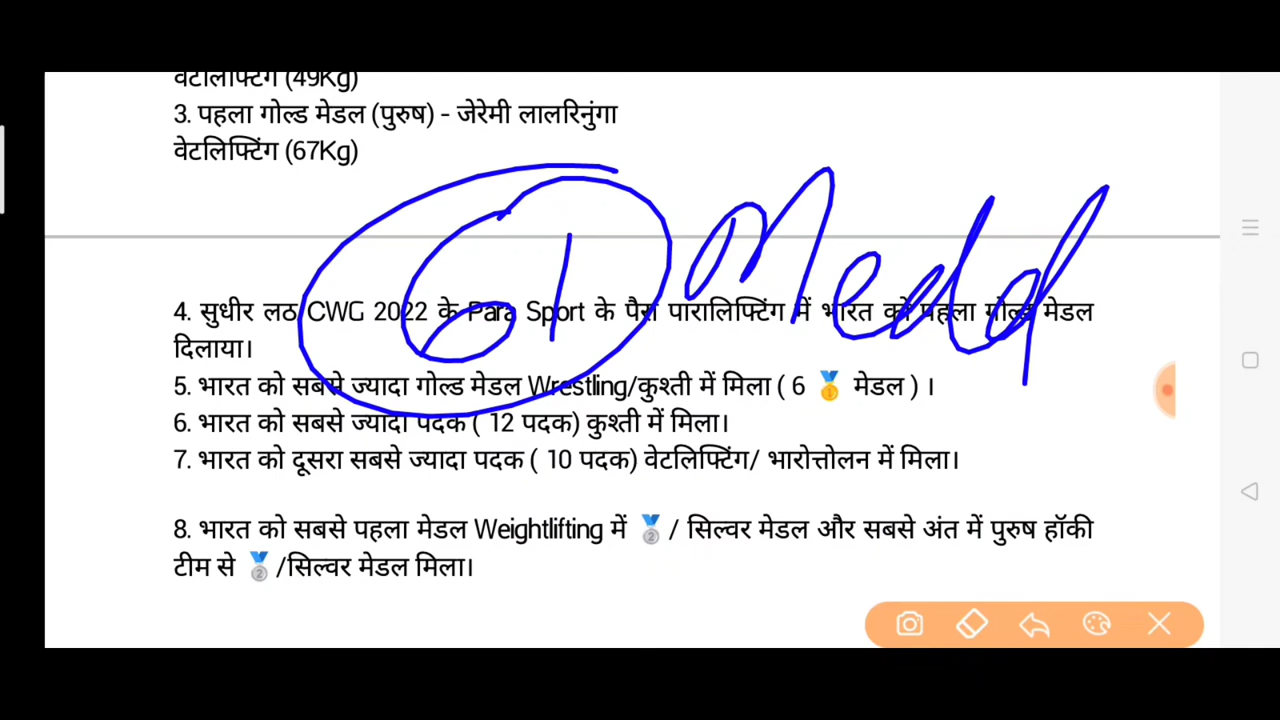 वेटलिफ्टिंग (49Kg)
3. पहला गोल्ड मेडल (पुरुष) - जेरेमी लालरिनुंगा
वेटलिफ्टिंग (67Kg)
61 Medal
4. सुधीर लठ CWG 2022 के Para Sport के पैरा पारालिफ्टिंग में भारत को पहला गोल्ड मेडल
दिलाया।
5. भारत को सबसे ज्यादा गोल्ड मेडल Wrestling/कुश्ती में मिला ( 6 🥇 मेडल ) ।
6. भारत को सबसे ज्यादा पदक ( 12 पदक) कुश्ती में मिला।
7. भारत को दूसरा सबसे ज्यादा पदक ( 10 पदक) वेटलिफ्टिंग/ भारोत्तोलन में मिला।
8. भारत को सबसे पहला मेडल Weightlifting में 🥈/ सिल्वर मेडल और सबसे अंत में पुरुष हॉकी
टीम से 🥈/सिल्वर मेडल मिला।